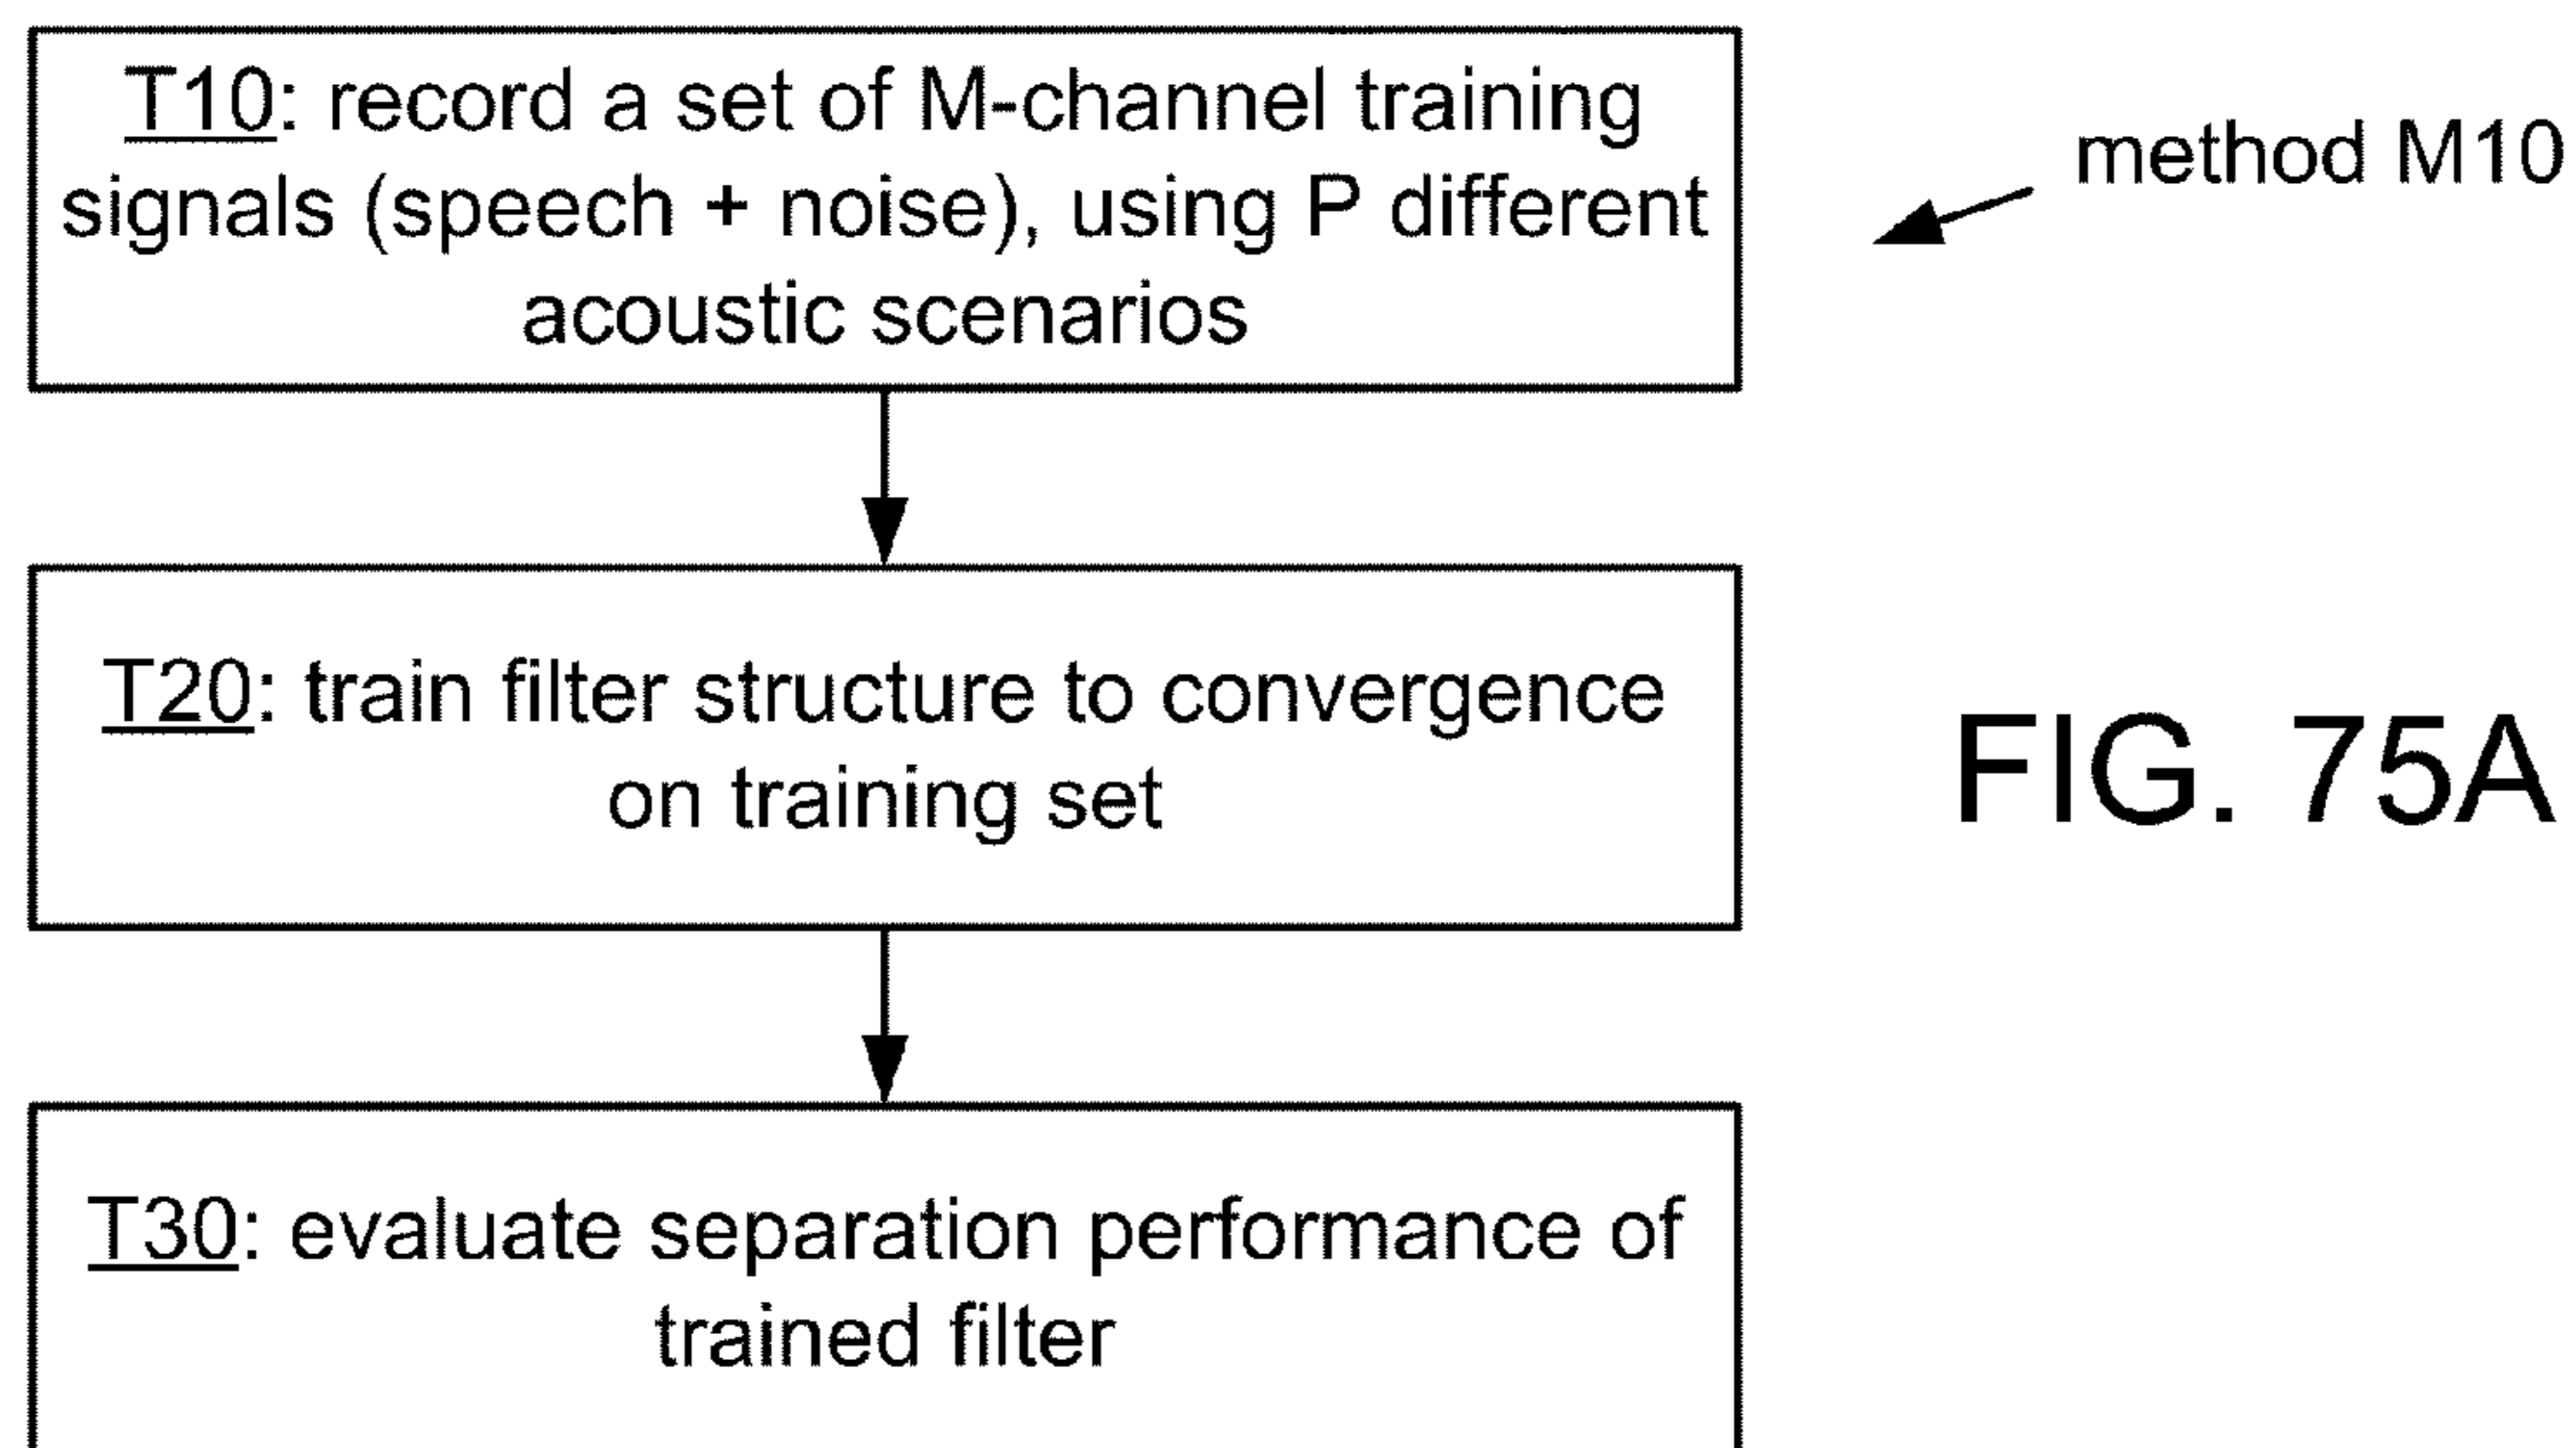 T10: record a set of M-channel training
signals (speech + noise), using P different
acoustic scenarios
method M10
T20: train filter structure to convergence
on training set
FIG. 75A
T30: evaluate separation performance of
trained filter